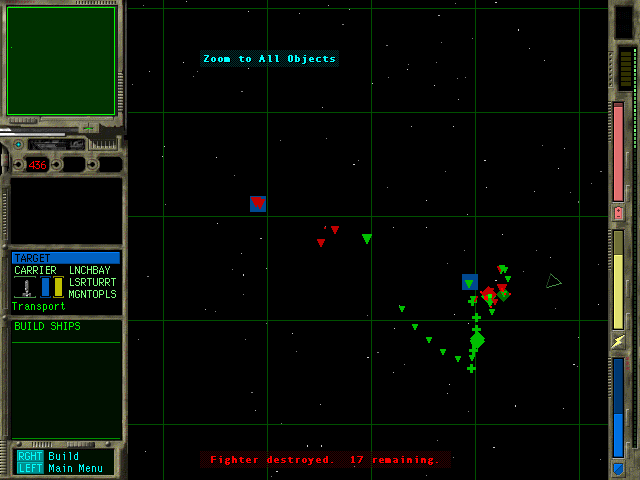 Zoom to All Objects
436
TARGET
CARRIER LNCHBAY
LSRTURRT
MGNTOPLS
Transport
BUILD SHIPS
Fighter destroyed. 17 remaining.
RGHT Build
LEFT Main Menu